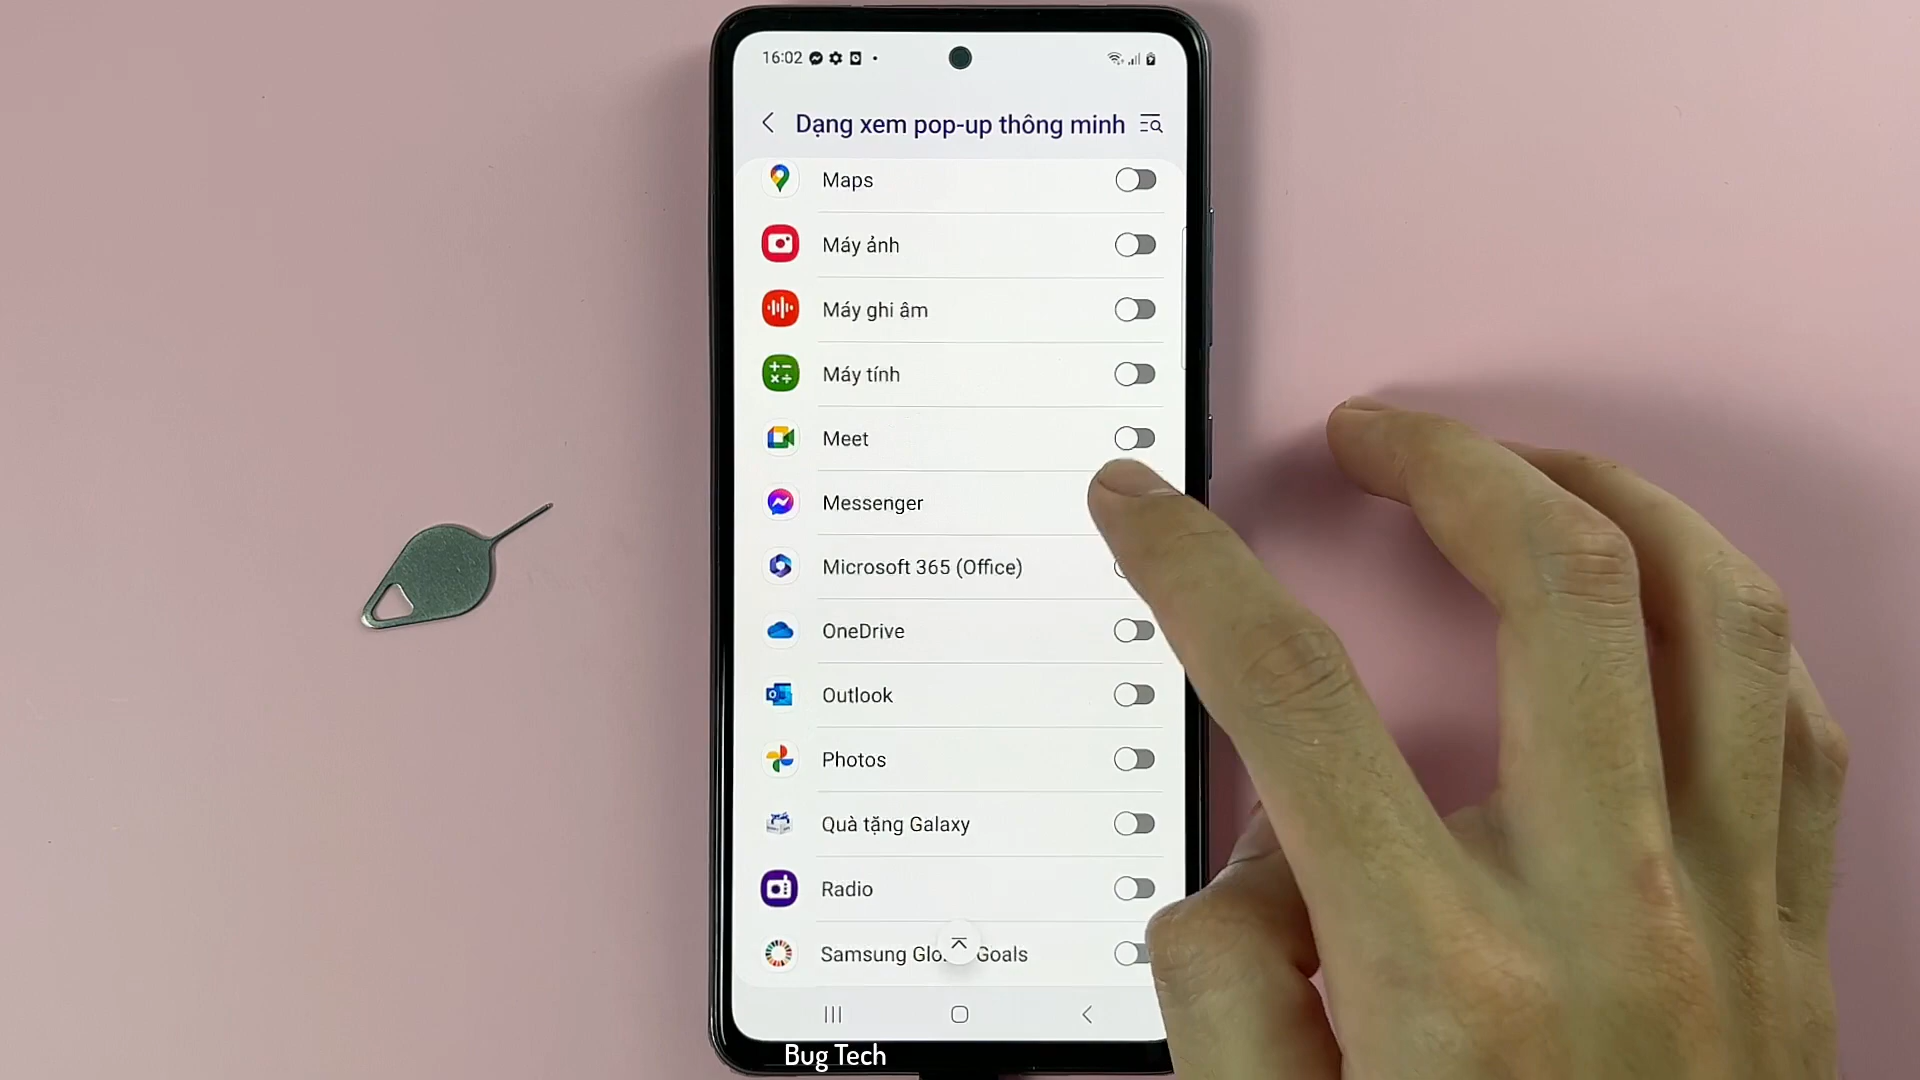 16:02
Dạng xem pop-up thông minh
Maps
Máy ảnh
Máy ghi âm
Máy tính
Meet
Messenger
Microsoft 365 (Office)
OneDrive
Outlook
Photos
Quà tặng Galaxy
Radio
Samsung Glo Goals
Bug Tech